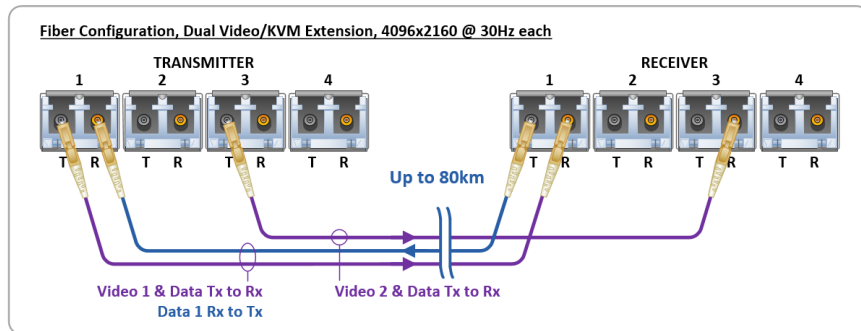 Fiber Configuration, Dual Video/KVM Extension, 4096x2160 @ 30Hz each
TRANSMITTER
RECEIVER
1 2 3 4
1 2 3 4
T R T R T R T R
T R T R T R T R
Up to 80km
Video 1 & Data Tx to Rx
Video 2 & Data Tx to Rx
Data 1 Rx to Tx